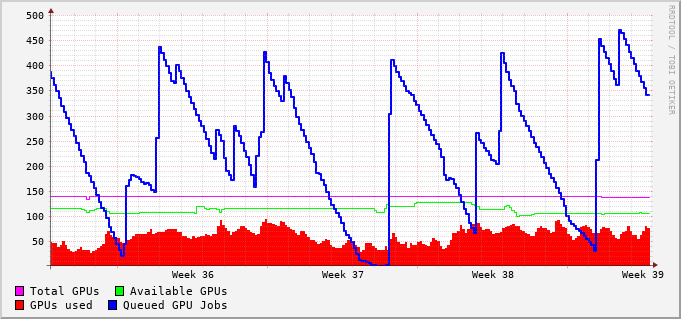 500
450
400
350
300
250
200
150
100
50
Week 36 Week 37 Week 38 Week 39
Total GPUs Available GPUs
GPUs used Queued GPU Jobs
RRDTOOL / TOBI OETIKER